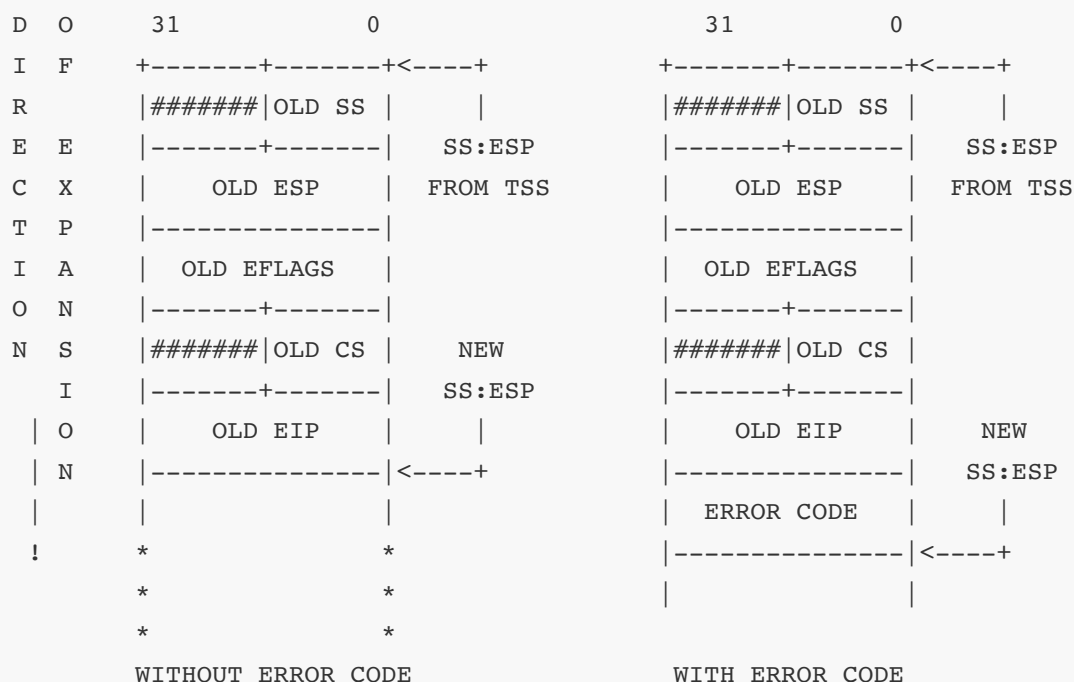 D  O      31             0                      31           0
I  F     +-------+-------+<----+           +-------+-------+<----+
R        |#######|OLD SS |     |           |#######|OLD SS |     |
E  E     |-------+-------|   SS:ESP        |-------+-------|   SS:ESP
C  X     |    OLD ESP    |  FROM TSS       |    OLD ESP    |  FROM TSS
T  P     |---------------|                 |---------------|
I  A     |  OLD EFLAGS   |                 |  OLD EFLAGS   |
O  N     |-------+-------|                 |-------+-------|
N  S     |#######|OLD CS |    NEW          |#######|OLD CS |
   I     |-------+-------|   SS:ESP        |-------+-------|
 | O     |    OLD EIP    |     |           |    OLD EIP    |    NEW
 | N     |---------------|<----+           |---------------|   SS:ESP
 |       |               |                 |  ERROR CODE   |     |
 !       *               *                 |---------------|<----+
         *               *                 |               |
         *               *
         WITHOUT ERROR CODE                WITH ERROR CODE